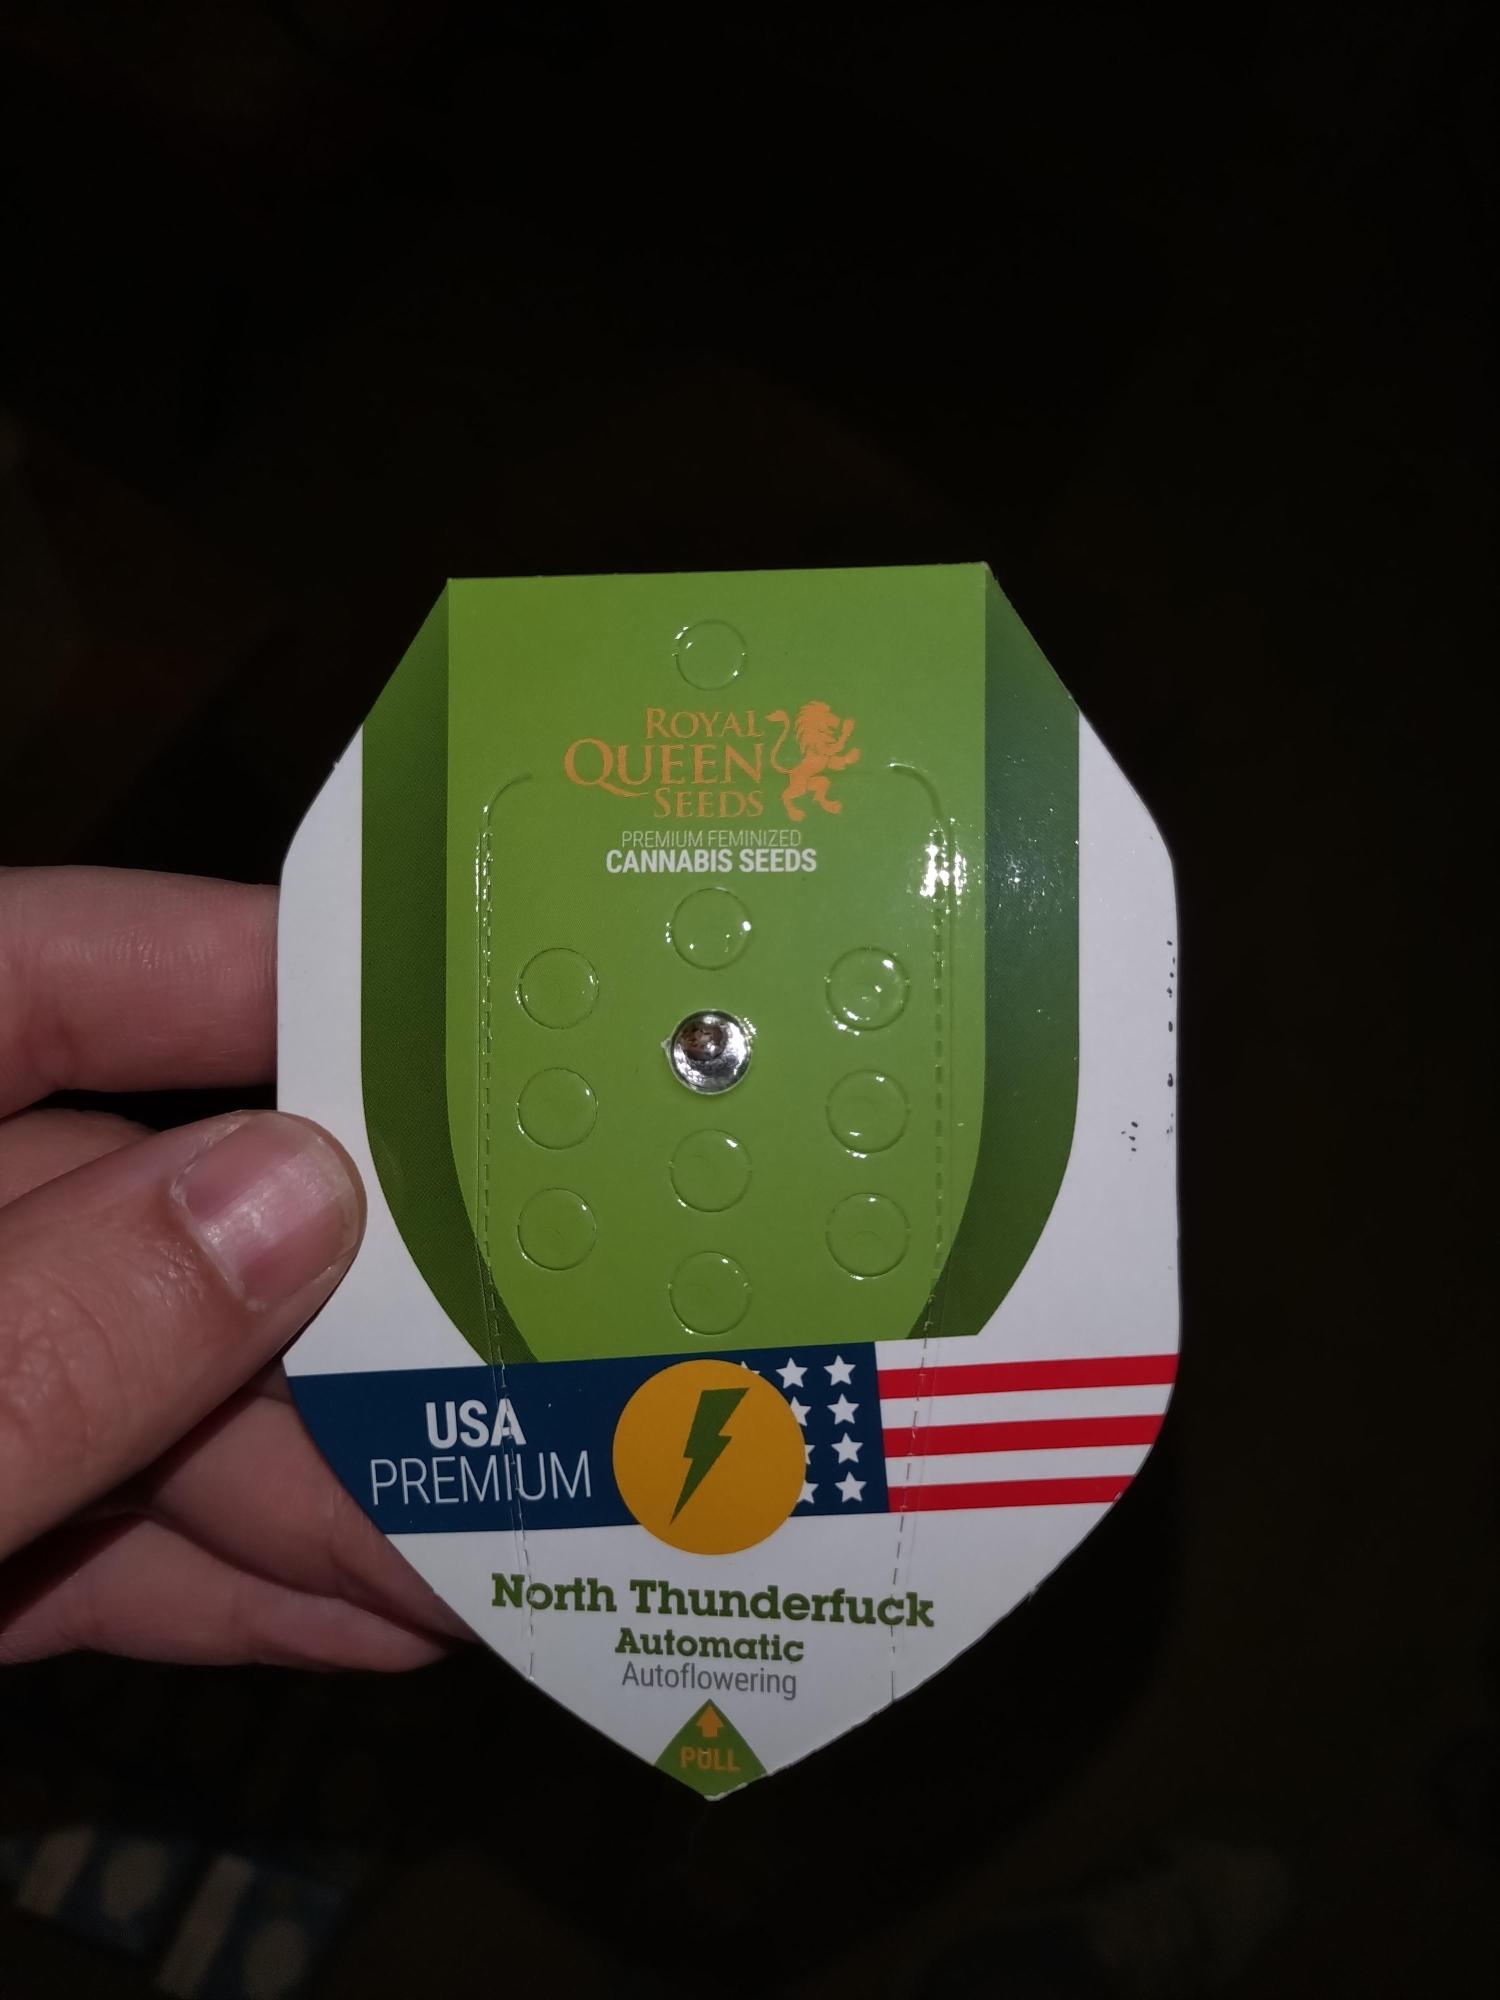 ROYAL
QUEEN
SEEDS
PREMIUM FEMINIZED
CANNABIS SEEDS
USA
PREMIUM
North Thunderfuck
Automatic
Autoflowering
PULL